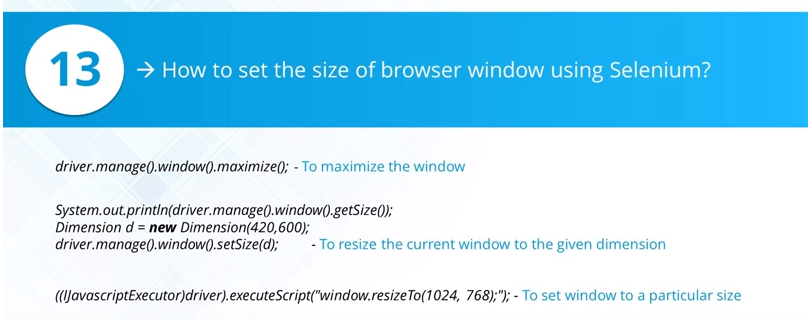 13
→ How to set the size of browser window using Selenium?
driver.manage().window().maximize(); - To maximize the window
System.out.println(driver.manage().window().getSize());
Dimension d = new Dimension(420,600);
driver.manage().window().setSize(d); - To resize the current window to the given dimension
((IJavascriptExecutor)driver).executeScript("window.resizeTo(1024, 768);"); - To set window to a particular size